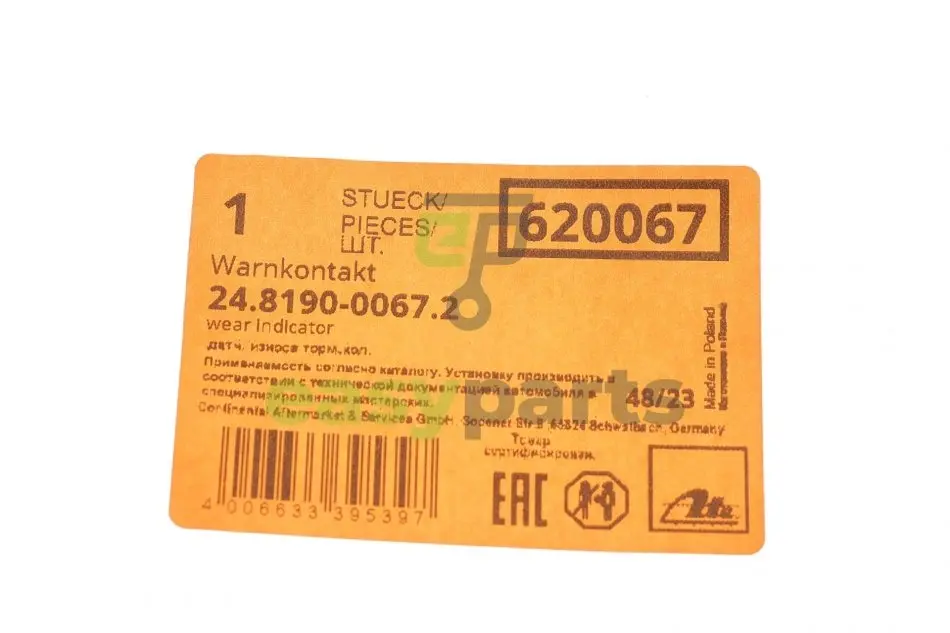 1
STUECK/
PIECES/
ШТ.
620067
Warnkontakt
24.8190-0067.2
wear indicator
датч. износа торм.кол.
Применяемость согласно каталогу. Установку производить в
соответствии с технической документацией автомобиля в
специализированных мастерских.
48/23
Continental Aftermarket & Services GmbH, Sodener Str.9, 65824 Schwalbach, Germany
Made in Poland
Товар
сертифицирован.
4 006633 395397
EAC
Ate
easyparts